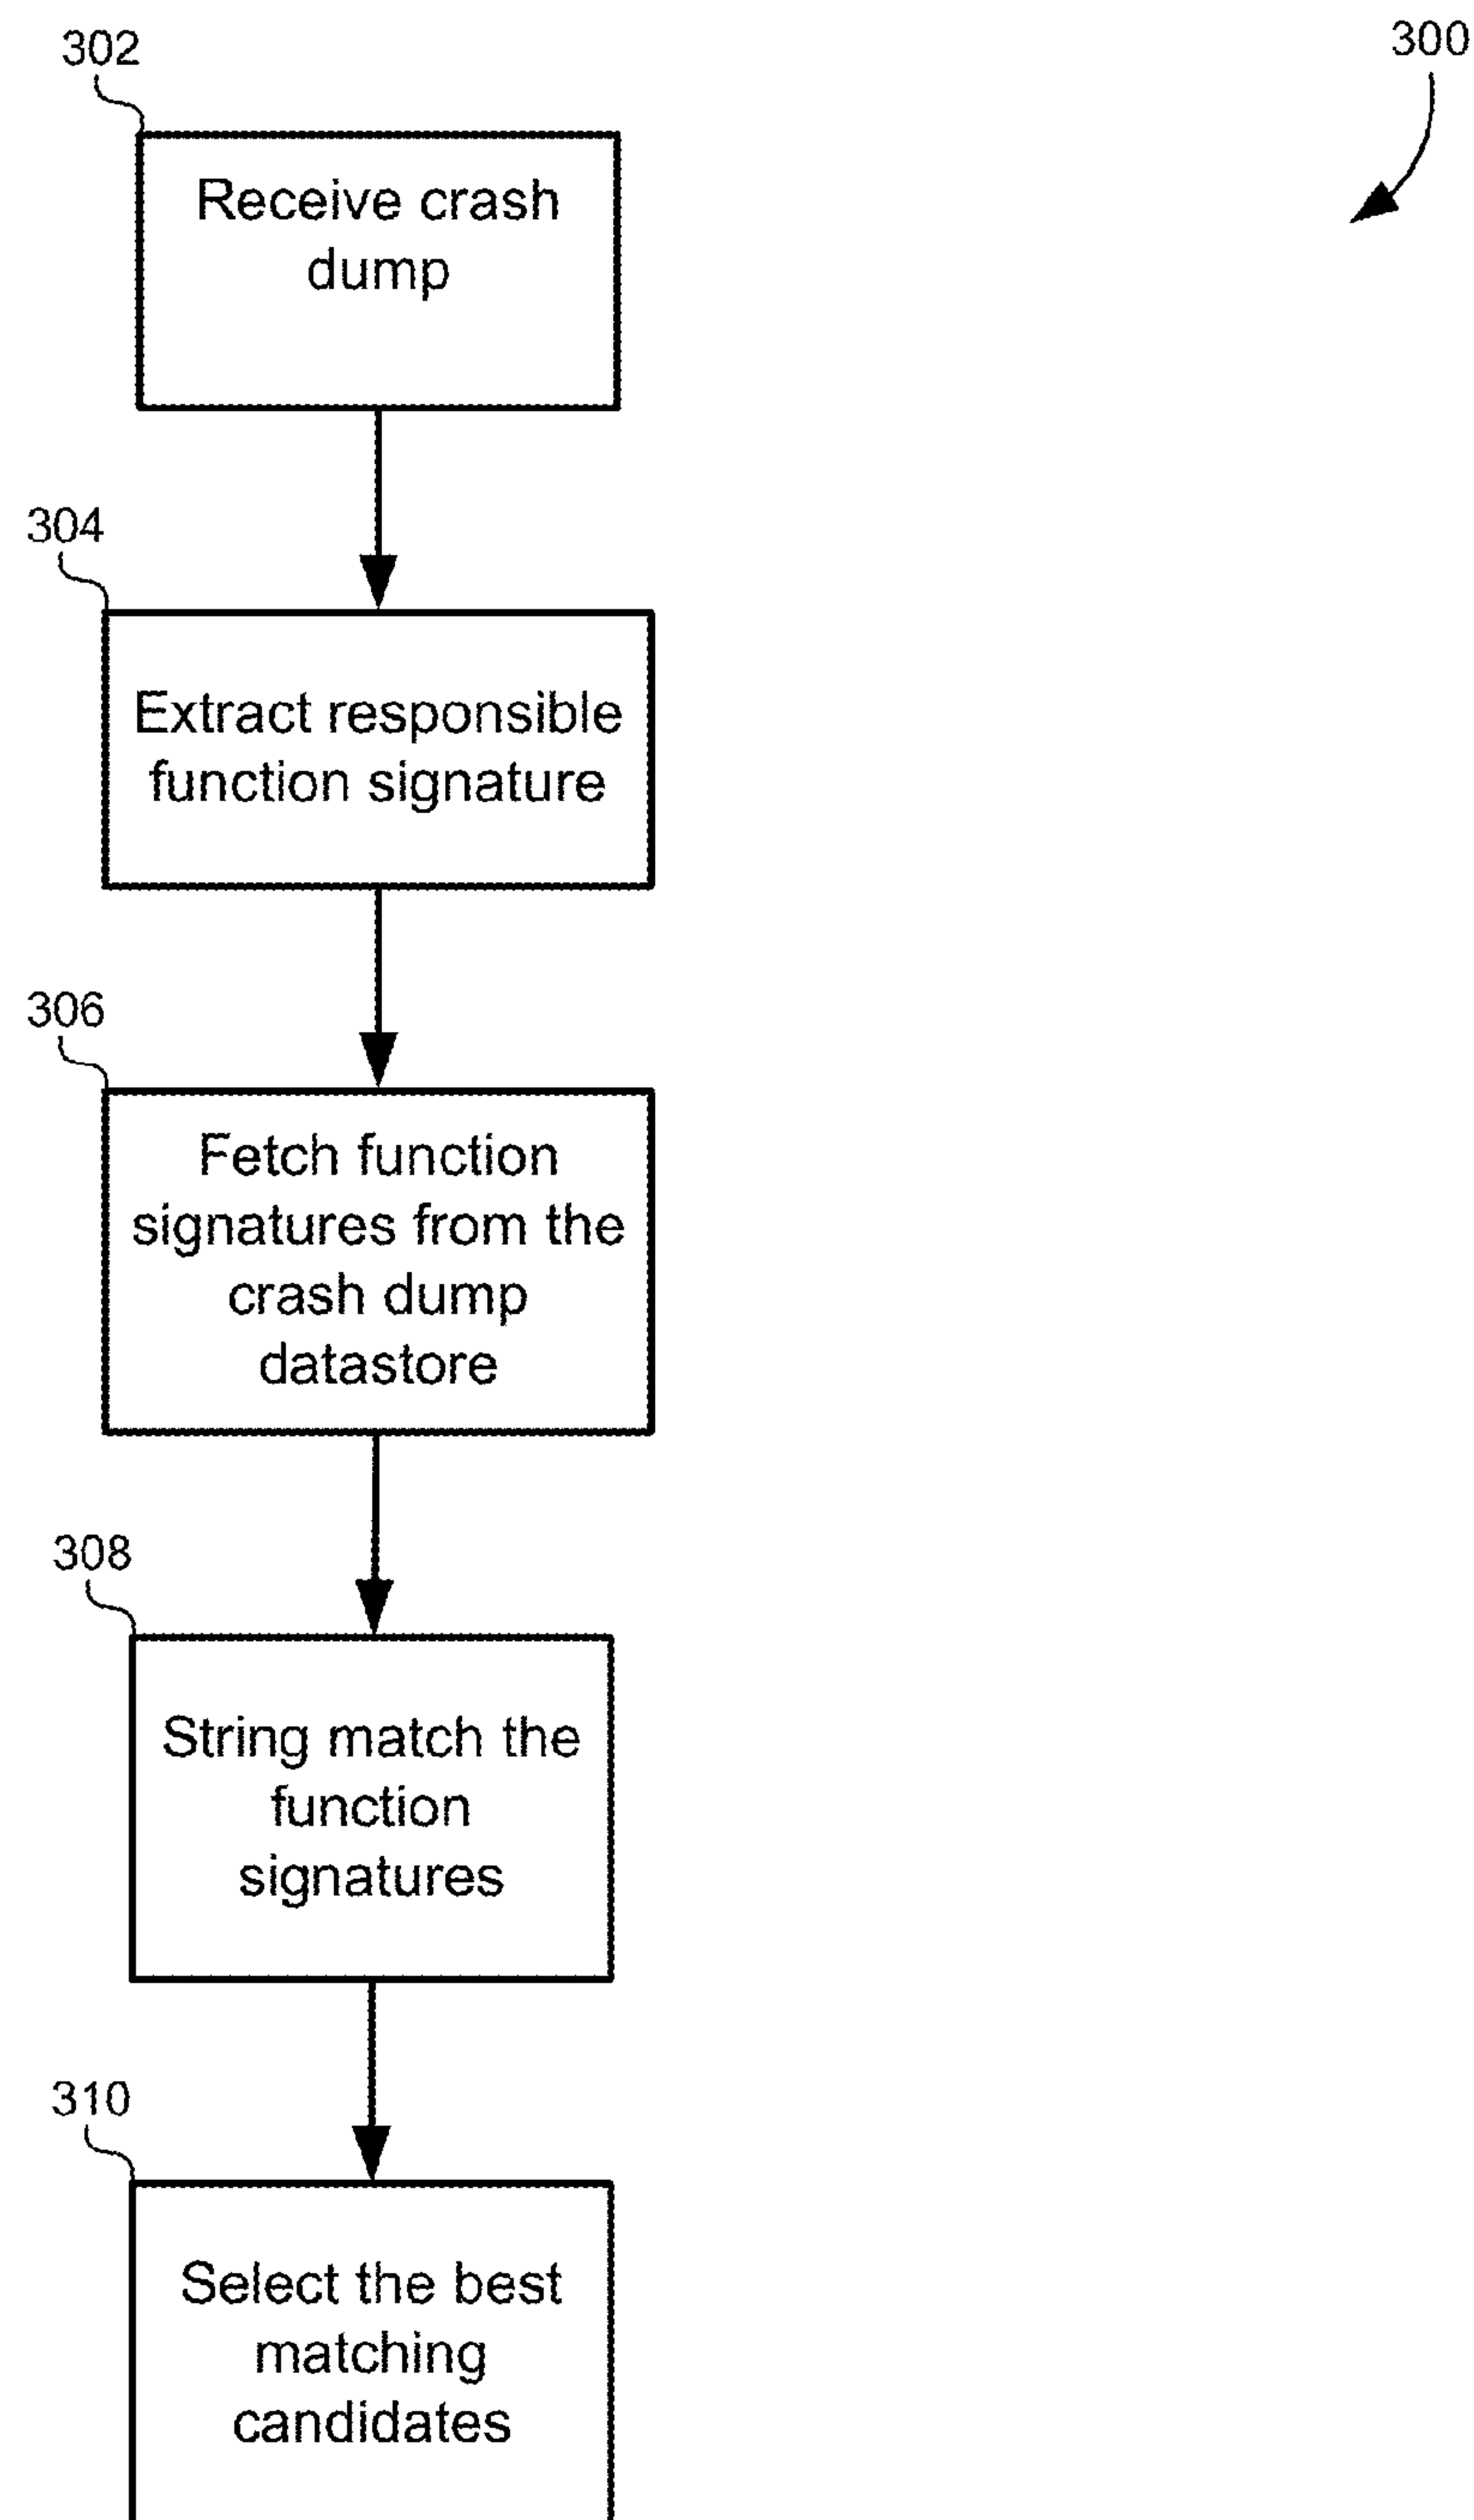 302
300
Receive crash
dump
304
Extract responsible
function signature
306
Fetch function
signatures from the
crash dump
datastore
308
String match the
function
signatures
310
Select the best
matching
candidates